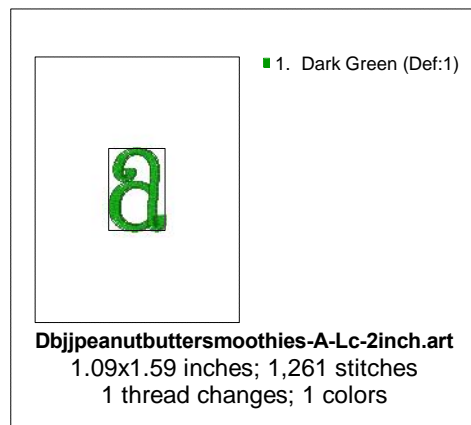 1. Dark Green (Def:1)
a
Dbjjpeanutbuttersmoothies-A-Lc-2inch.art
1.09x1.59 inches; 1,261 stitches
1 thread changes; 1 colors